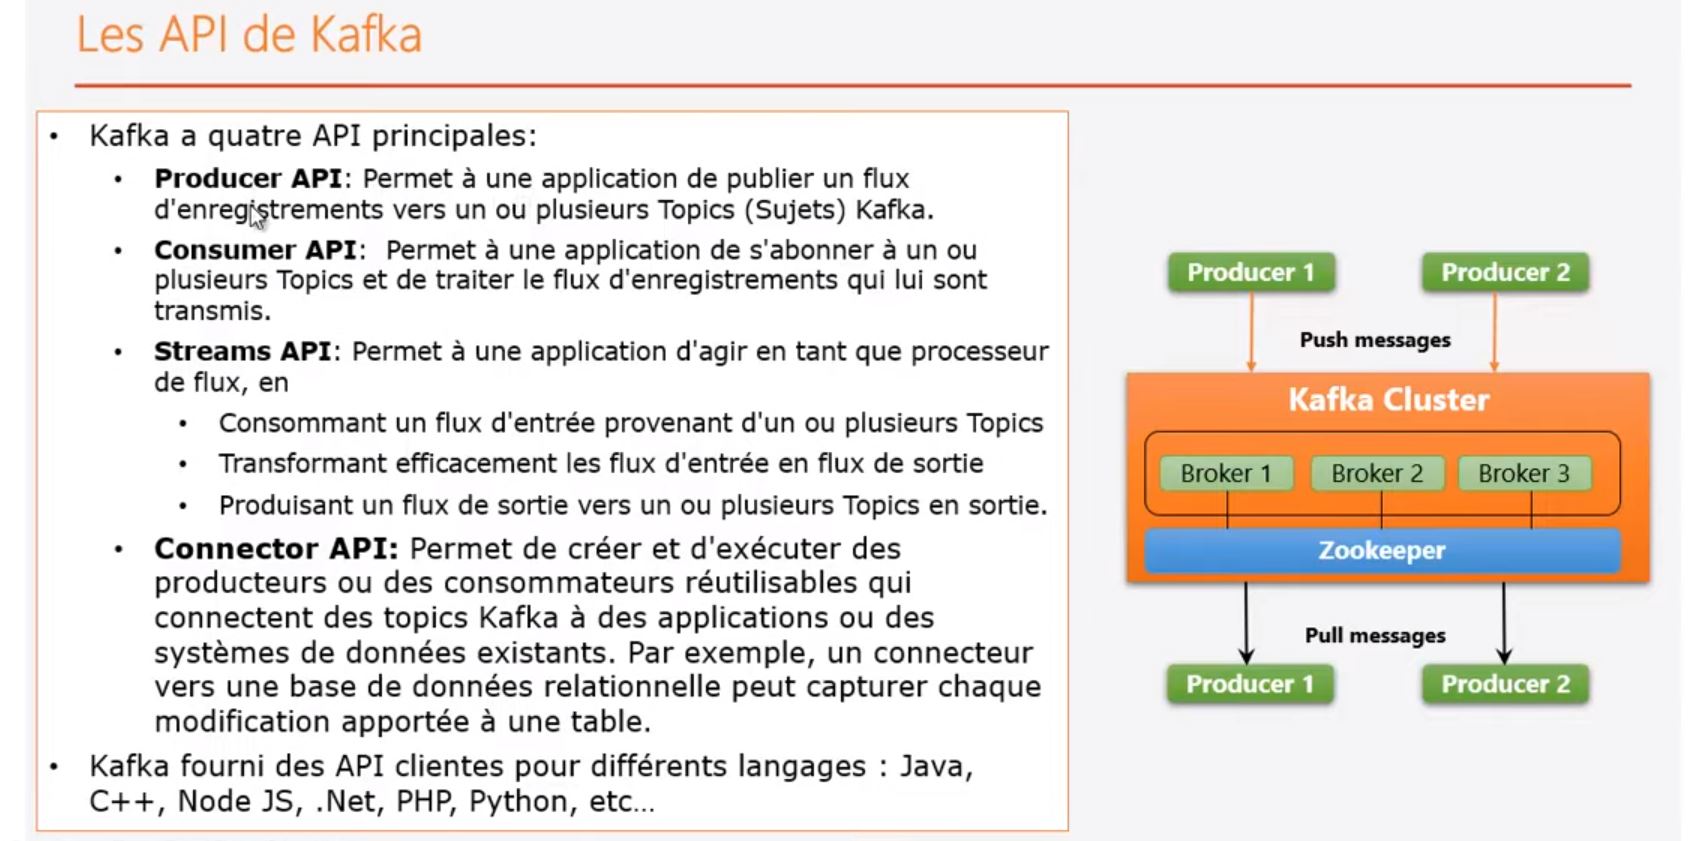 Les API de Kafka
• Kafka a quatre API principales:
• Producer API: Permet à une application de publier un flux
d'enregistrements vers un ou plusieurs Topics (Sujets) Kafka.
• Consumer API: Permet à une application de s'abonner à un ou
plusieurs Topics et de traiter le flux d'enregistrements qui lui sont
transmis.
• Streams API: Permet à une application d'agir en tant que processeur
de flux, en
• Consommant un flux d'entrée provenant d'un ou plusieurs Topics
• Transformant efficacement les flux d'entrée en flux de sortie
• Produisant un flux de sortie vers un ou plusieurs Topics en sortie.
• Connector API: Permet de créer et d'exécuter des
producteurs ou des consommateurs réutilisables qui
connectent des topics Kafka à des applications ou des
systèmes de données existants. Par exemple, un connecteur
vers une base de données relationnelle peut capturer chaque
modification apportée à une table.
• Kafka fourni des API clientes pour différents langages : Java,
C++, Node JS, .Net, PHP, Python, etc…
Producer 1 Producer 2
Push messages
Kafka Cluster
Broker 1 Broker 2 Broker 3
Zookeeper
Pull messages
Producer 1 Producer 2